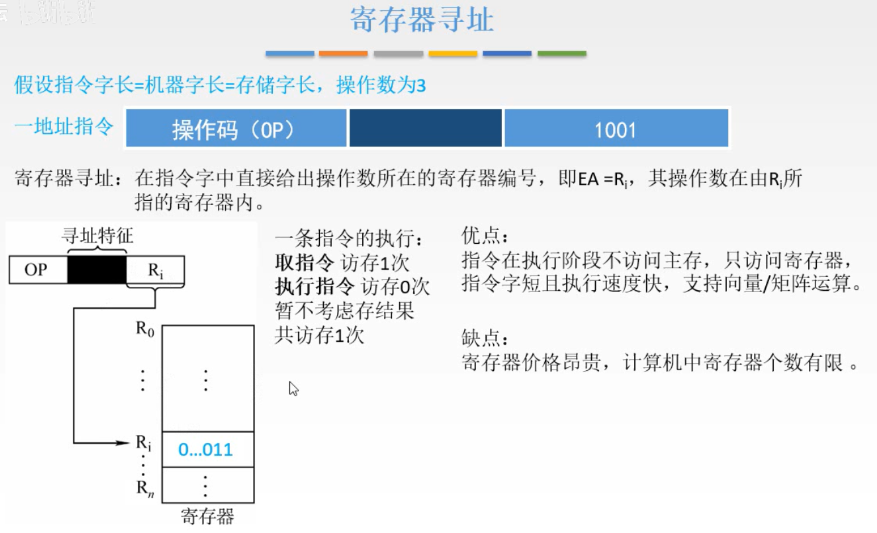 寄存器寻址
假设指令字长=机器字长=存储字长，操作数为3
一地址指令 操作码（OP） 1001
寄存器寻址：在指令字中直接给出操作数所在的寄存器编号，即EA =Ri，其操作数在由Ri所
指的寄存器内。
寻址特征
OP Ri
R0
⋮ ⋮
Ri 0...011
⋮
Rn ⋮
寄存器
一条指令的执行：
取指令 访存1次
执行指令 访存0次
暂不考虑存结果
共访存1次
优点：
指令在执行阶段不访问主存，只访问寄存器，
指令字短且执行速度快，支持向量/矩阵运算。
缺点：
寄存器价格昂贵，计算机中寄存器个数有限 。